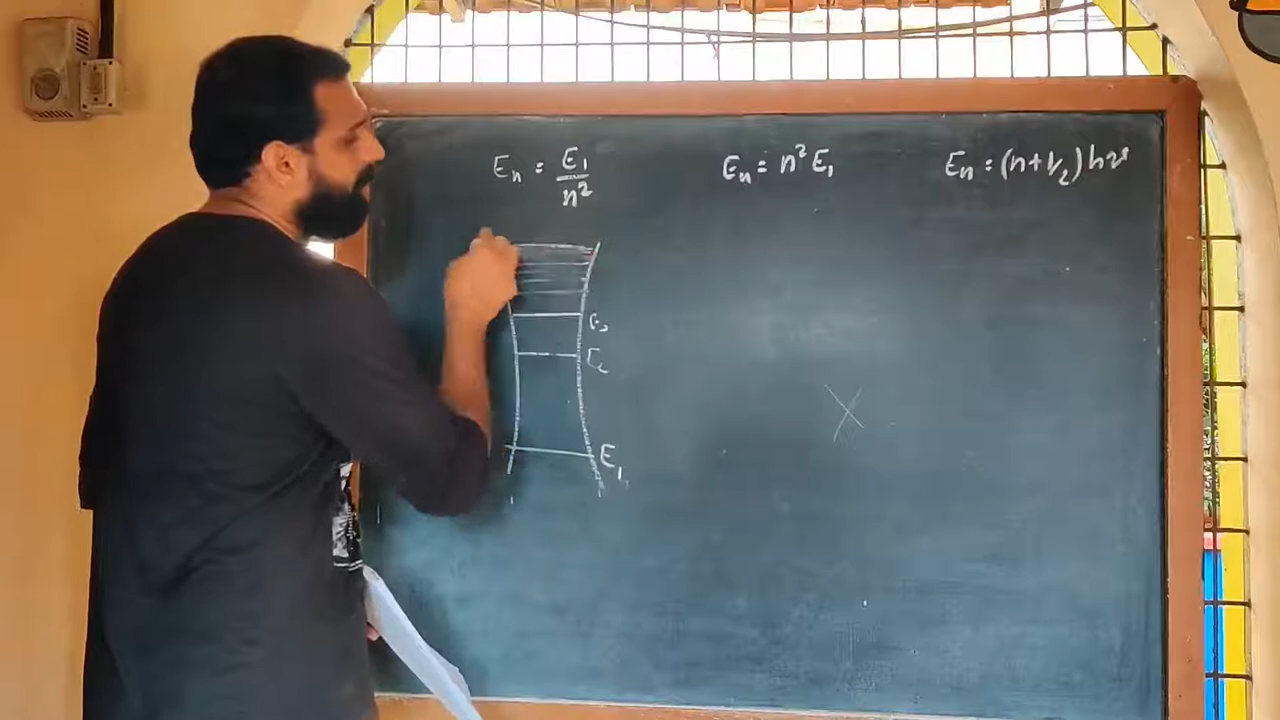 Eₙ = E₁/n²
Eₙ = n²E₁
Eₙ = (n+1/2)hν
E₃
E₂
E₁